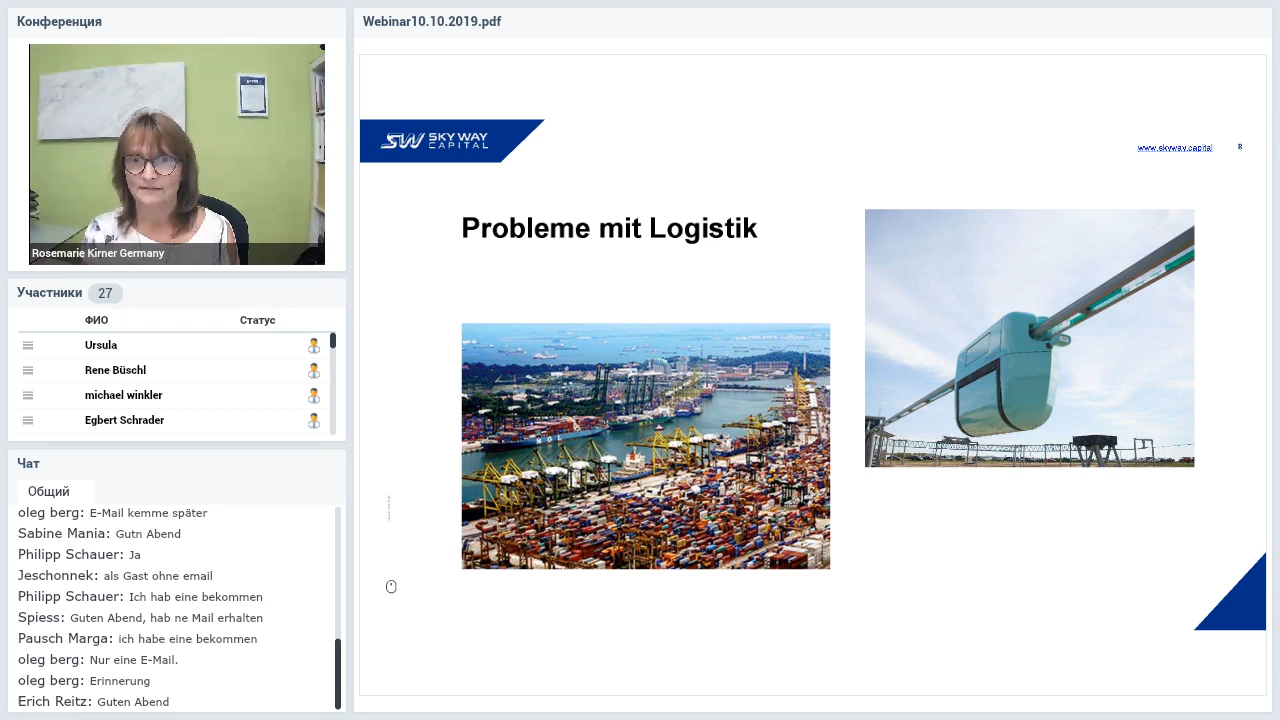 Конференция
Rosemarie Kirner Germany
Участники 27
ФИО Статус
Ursula
Rene Büschl
michael winkler
Egbert Schrader
Чат
Общий
oleg berg: E-Mail kemme später
Sabine Mania: Gutn Abend
Philipp Schauer: Ja
Jeschonnek: als Gast ohne email
Philipp Schauer: Ich hab eine bekommen
Spiess: Guten Abend, hab ne Mail erhalten
Pausch Marga: ich habe eine bekommen
oleg berg: Nur eine E-Mail.
oleg berg: Erinnerung
Erich Reitz: Guten Abend
Webinar10.10.2019.pdf
SW SKY WAY
CAPITAL
www.skyway.capital 8
Probleme mit Logistik
MOL